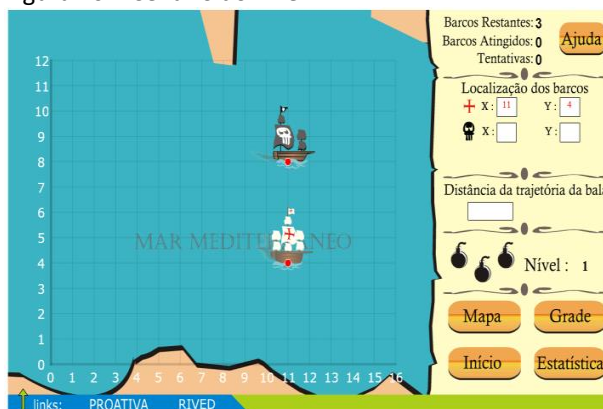 12
11
10
9
8
7
6
5
4
3
2
1
0
0 1 2 3 4 5 6 7 8 9 10 11 12 13 14 15 16
MAR MEDITERRÂNEO
links: PROATIVA RIVED
Barcos Restantes: 3
Barcos Atingidos: 0
Tentativas: 0
Ajuda
Localização dos barcos
X: 11 Y: 4
X: Y:
Distância da trajetória da bala
Nível : 1
Mapa Grade
Início Estatística